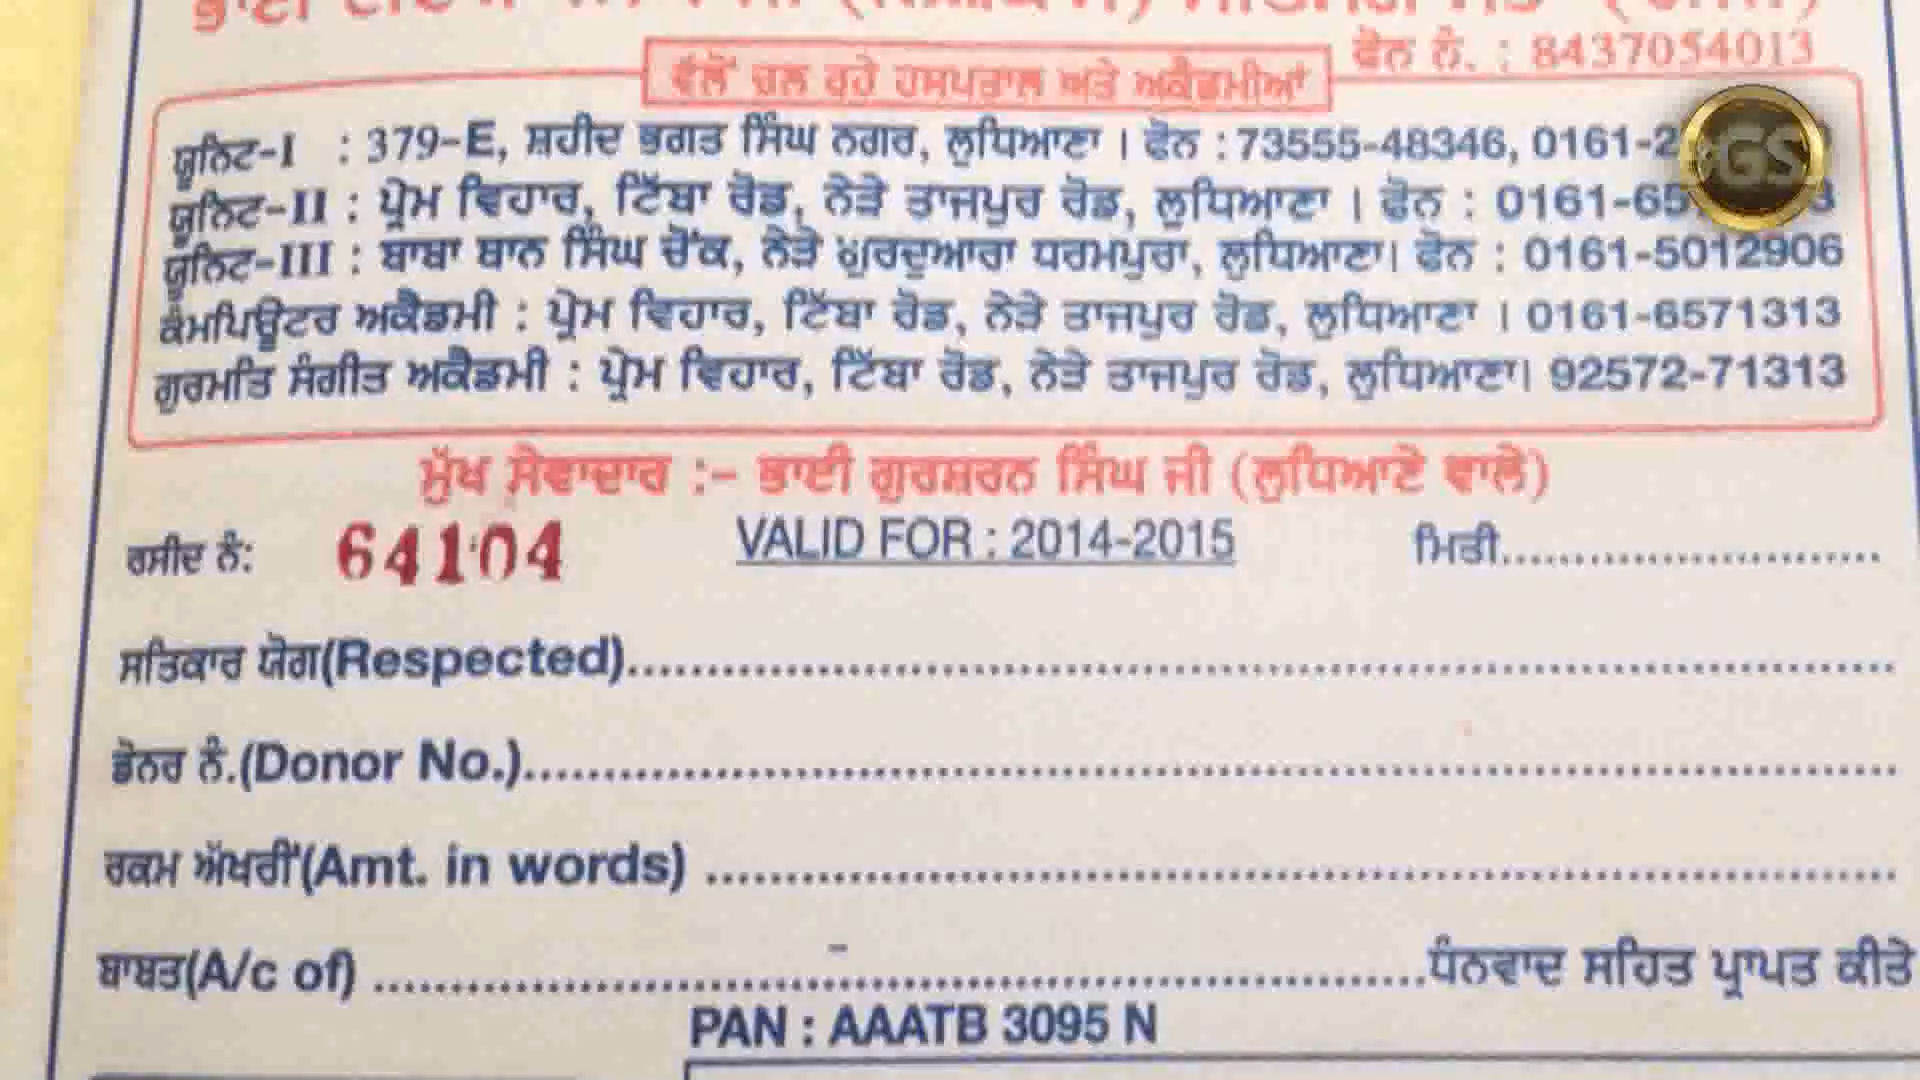 ਫੋਨ ਨੰ. : 8437054013
ਵੱਲੋਂ ਚਲ ਰਹੇ ਹਸਪਤਾਲ ਅਤੇ ਅਕੈਡਮੀਆਂ
ਯੂਨਿਟ-I : 379-E, ਸ਼ਹੀਦ ਭਗਤ ਸਿੰਘ ਨਗਰ, ਲੁਧਿਆਣਾ । ਫੋਨ : 73555-48346, 0161-2
GS
ਯੂਨਿਟ-II : ਪ੍ਰੇਮ ਵਿਹਾਰ, ਟਿੱਬਾ ਰੋਡ, ਨੇੜੇ ਤਾਜਪੁਰ ਰੋਡ, ਲੁਧਿਆਣਾ । ਫੋਨ : 0161-65
ਯੂਨਿਟ-III : ਬਾਬਾ ਥਾਨ ਸਿੰਘ ਚੌਂਕ, ਨੇੜੇ ਗੁਰਦੁਆਰਾ ਧਰਮਪੁਰਾ, ਲੁਧਿਆਣਾ। ਫੋਨ : 0161-5012906
ਕੰਮਪਿਊਟਰ ਅਕੈਡਮੀ : ਪ੍ਰੇਮ ਵਿਹਾਰ, ਟਿੱਬਾ ਰੋਡ, ਨੇੜੇ ਤਾਜਪੁਰ ਰੋਡ, ਲੁਧਿਆਣਾ । 0161-6571313
ਗੁਰਮਤਿ ਸੰਗੀਤ ਅਕੈਡਮੀ : ਪ੍ਰੇਮ ਵਿਹਾਰ, ਟਿੱਬਾ ਰੋਡ, ਨੇੜੇ ਤਾਜਪੁਰ ਰੋਡ, ਲੁਧਿਆਣਾ। 92572-71313
ਮੁੱਖ ਸੇਵਾਦਾਰ :- ਭਾਈ ਗੁਰਸ਼ਰਨ ਸਿੰਘ ਜੀ (ਲੁਧਿਆਣੇ ਵਾਲੇ)
ਰਸੀਦ ਨੰ: 64104 VALID FOR : 2014-2015 ਮਿਤੀ..............................
ਸਤਿਕਾਰ ਯੋਗ(Respected)..............................
ਡੋਨਰ ਨੰ.(Donor No.)..............................
ਰਕਮ ਅੱਖਰੀਂ(Amt. in words) ..............................
ਬਾਬਤ(A/c of) ..............................ਧੰਨਵਾਦ ਸਹਿਤ ਪ੍ਰਾਪਤ ਕੀਤੇ
PAN : AAATB 3095 N